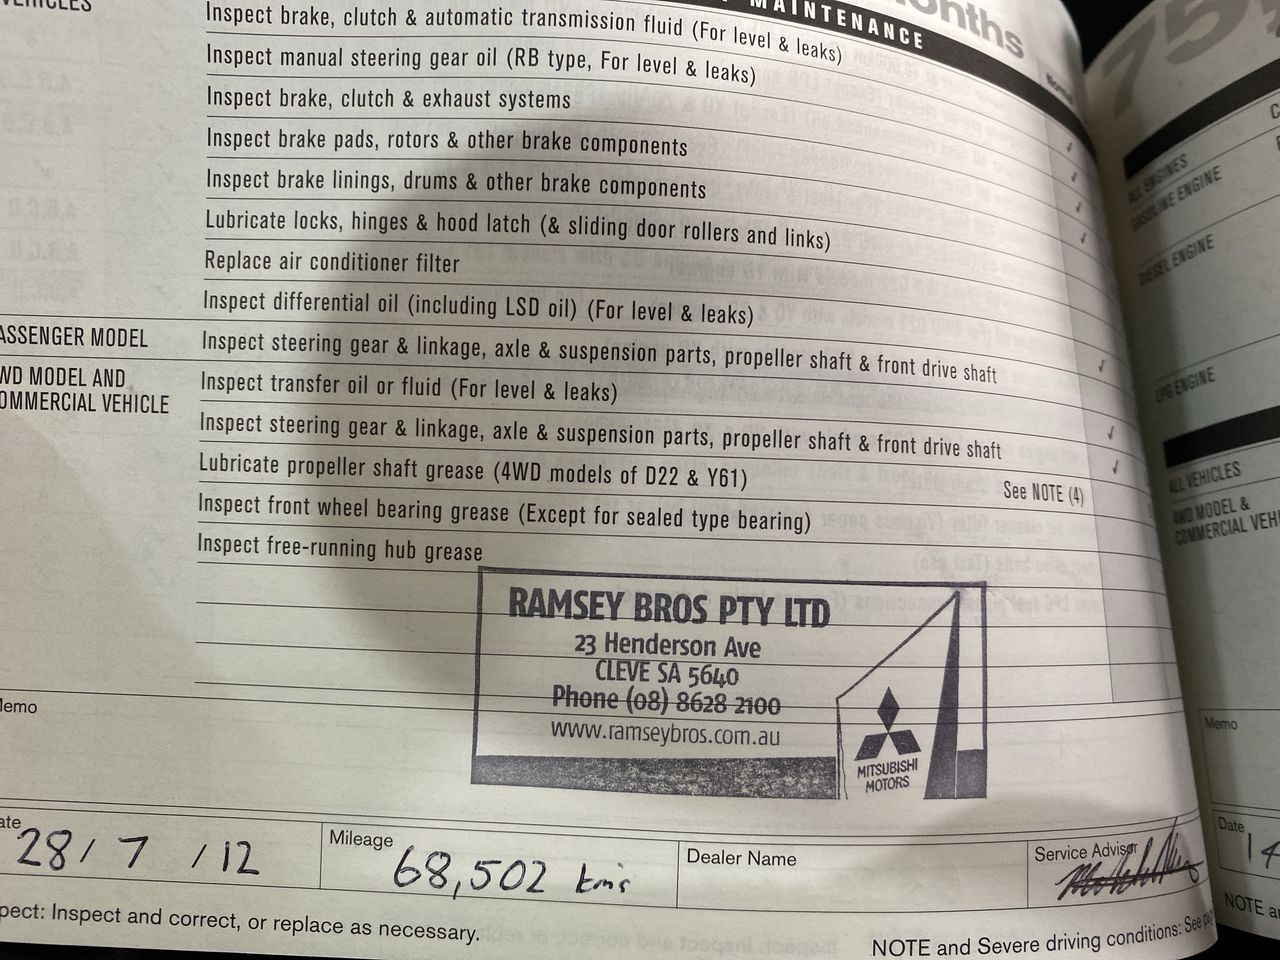 VEHICLES
MAINTENANCE
onths
Normal
Inspect brake, clutch & automatic transmission fluid (For level & leaks)
Inspect manual steering gear oil (RB type, For level & leaks)
Inspect brake, clutch & exhaust systems
Inspect brake pads, rotors & other brake components
Inspect brake linings, drums & other brake components
Lubricate locks, hinges & hood latch (& sliding door rollers and links)
Replace air conditioner filter
Inspect differential oil (including LSD oil) (For level & leaks)
ASSENGER MODEL
Inspect steering gear & linkage, axle & suspension parts, propeller shaft & front drive shaft
WD MODEL AND
OMMERCIAL VEHICLE
Inspect transfer oil or fluid (For level & leaks)
Inspect steering gear & linkage, axle & suspension parts, propeller shaft & front drive shaft
Lubricate propeller shaft grease (4WD models of D22 & Y61) See NOTE (4)
Inspect front wheel bearing grease (Except for sealed type bearing)
Inspect free-running hub grease
RAMSEY BROS PTY LTD
23 Henderson Ave
CLEVE SA 5640
Phone (08) 8628 2100
www.ramseybros.com.au
MITSUBISHI
MOTORS
emo
ate
28/ 7 /12
Mileage
68,502 kms
Dealer Name
Service Advisor
pect: Inspect and correct, or replace as necessary.
NOTE and Severe driving conditions: See
75
ALL ENGINES
GASOLINE ENGINE
DIESEL ENGINE
LPG ENGINE
ALL VEHICLES
4WD MODEL &
COMMERCIAL VEH
Memo
Date
14
NOTE